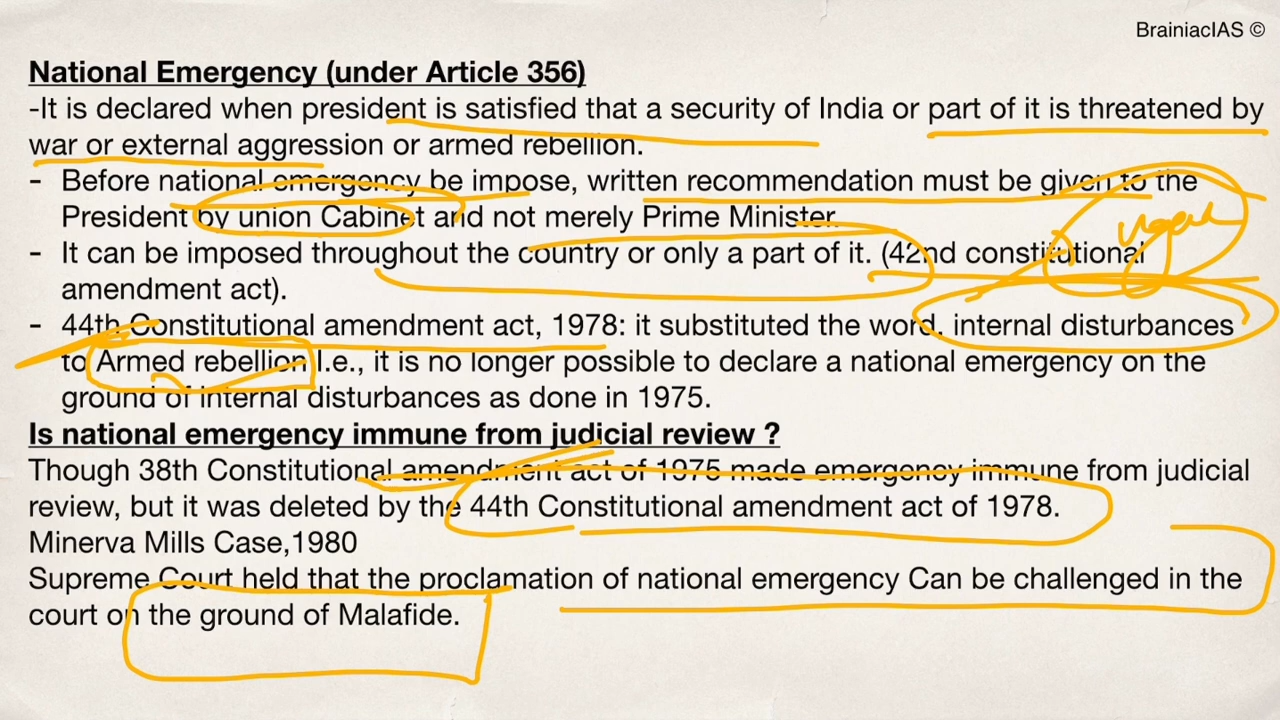 BrainiacIAS ©
National Emergency (under Article 356)
-It is declared when president is satisfied that a security of India or part of it is threatened by
war or external aggression or armed rebellion.
- Before national emergency be impose, written recommendation must be given to the
President by union Cabinet and not merely Prime Minister.
- It can be imposed throughout the country or only a part of it. (42nd constitutional
amendment act).
- 44th Constitutional amendment act, 1978: it substituted the word, internal disturbances
to Armed rebellion I.e., it is no longer possible to declare a national emergency on the
ground of internal disturbances as done in 1975.
Is national emergency immune from judicial review ?
Though 38th Constitutional amendment act of 1975 made emergency immune from judicial
review, but it was deleted by the 44th Constitutional amendment act of 1978.
Minerva Mills Case,1980
Supreme Court held that the proclamation of national emergency Can be challenged in the
court on the ground of Malafide.